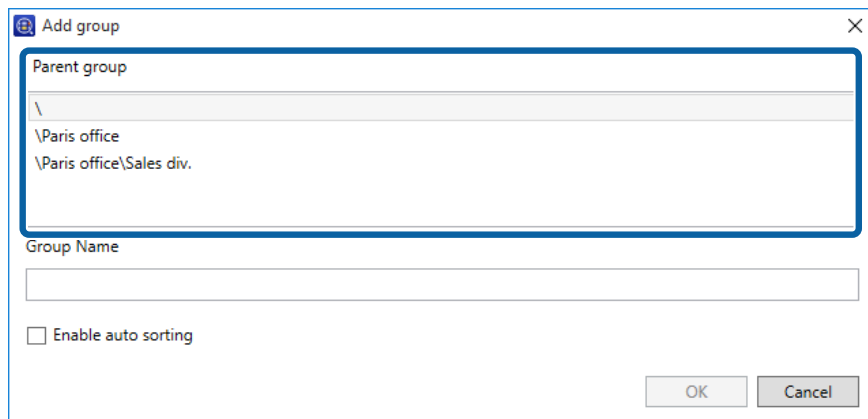 Add group
Parent group
\
\Paris office
\Paris office\Sales div.
Group Name
Enable auto sorting
OK
Cancel